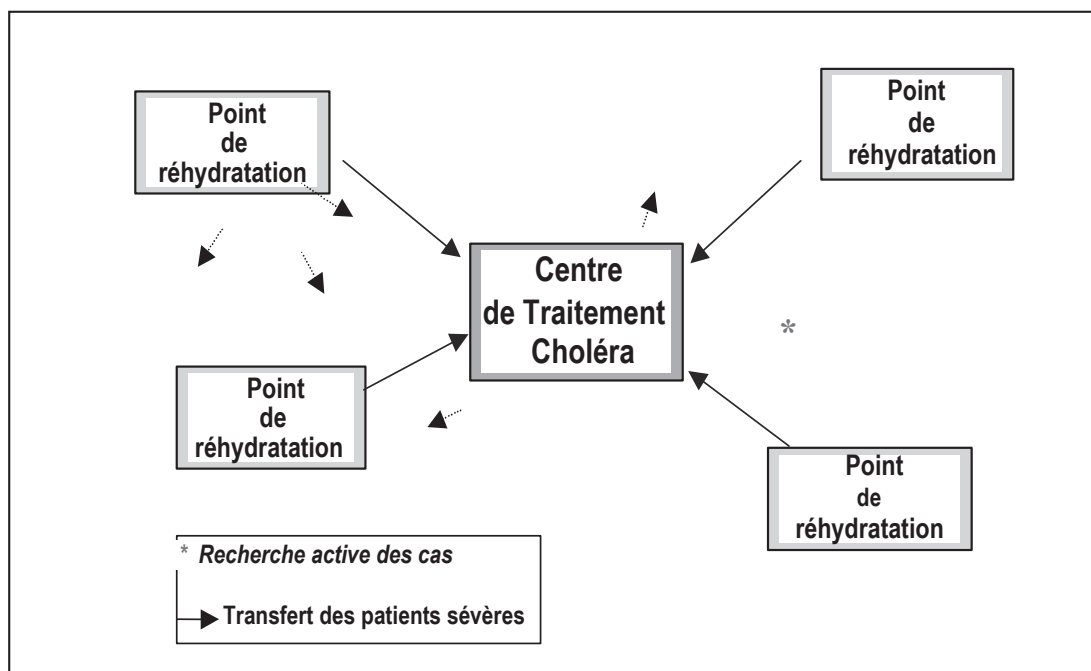 Point
de
réhydratation
Point
de
réhydratation
Centre
de Traitement
Choléra
*
Point
de
réhydratation
Point
de
réhydratation
* Recherche active des cas
Transfert des patients sévères